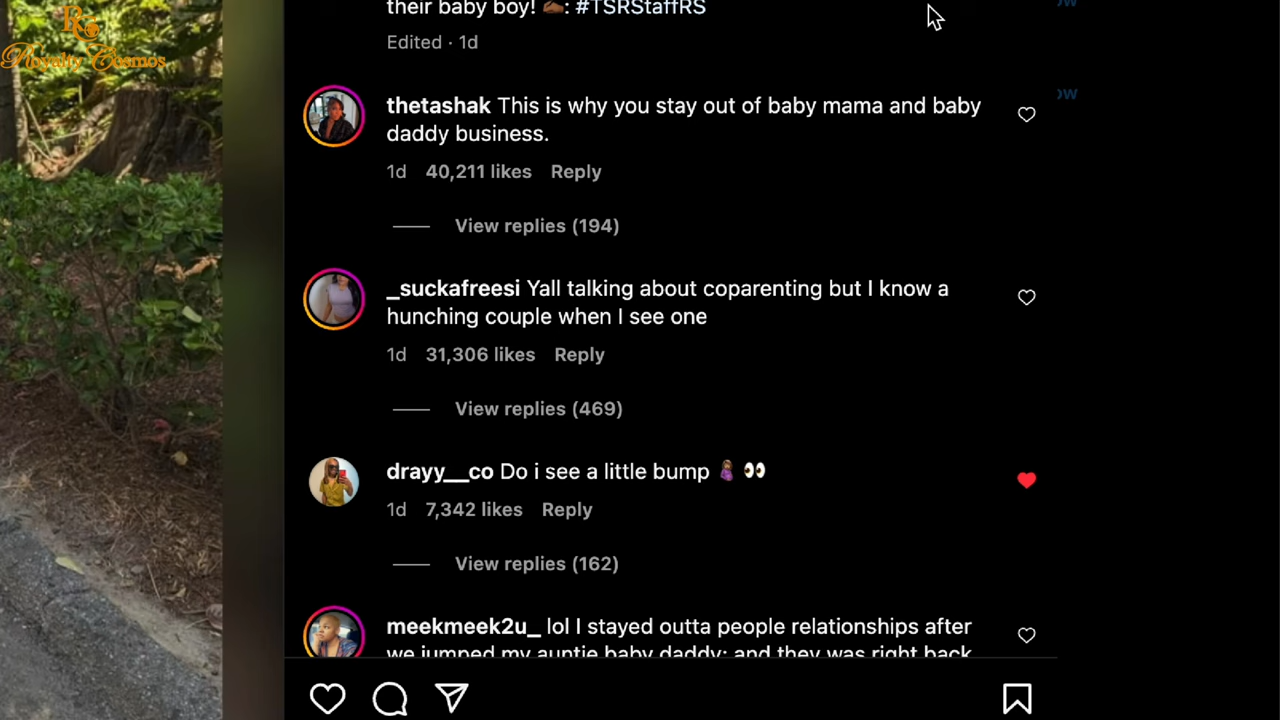 RC
Royalty Cosmos
their baby boy! ✍🏾: #TSRStaffRS
Edited · 1d
thetashak This is why you stay out of baby mama and baby
daddy business.
1d 40,211 likes Reply
View replies (194)
_suckafreesi Yall talking about coparenting but I know a
hunching couple when I see one
1d 31,306 likes Reply
View replies (469)
drayy__co Do i see a little bump 🤰🏾 👀
1d 7,342 likes Reply
View replies (162)
meekmeek2u_ lol I stayed outta people relationships after
we jumped my auntie baby daddy; and they was right back